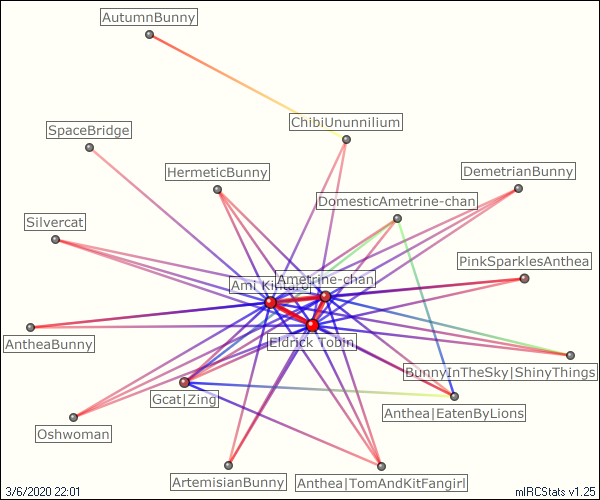 AutumnBunny
ChibiUnunnilium
SpaceBridge
HermeticBunny
DemetrianBunny
DomesticAmetrine-chan
Silvercat
PinkSparklesAnthea
Ametrine-chan
Ami
Eldrick Tobin
AntheaBunny
BunnyInTheSky|ShinyThings
Gcat|Zing
Anthea|EatenByLions
Oshwoman
ArtemisianBunny
Anthea|TomAndKitFangirl
3/6/2020 22:01
mIRCStats v1.25